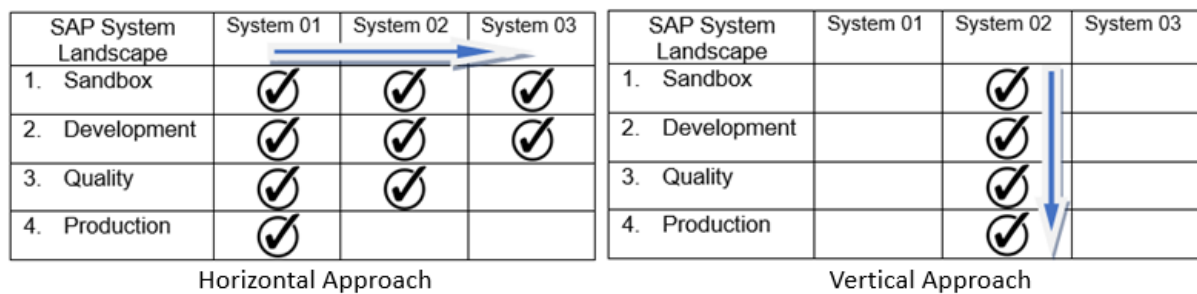 SAP System Landscape System 01 System 02 System 03
1. Sandbox
2. Development
3. Quality
4. Production
Horizontal Approach
SAP System Landscape System 01 System 02 System 03
1. Sandbox
2. Development
3. Quality
4. Production
Vertical Approach